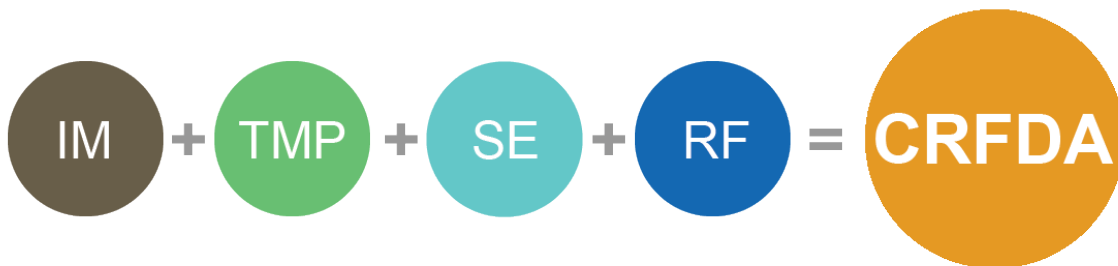 IM + TMP + SE + RF = CRFDA